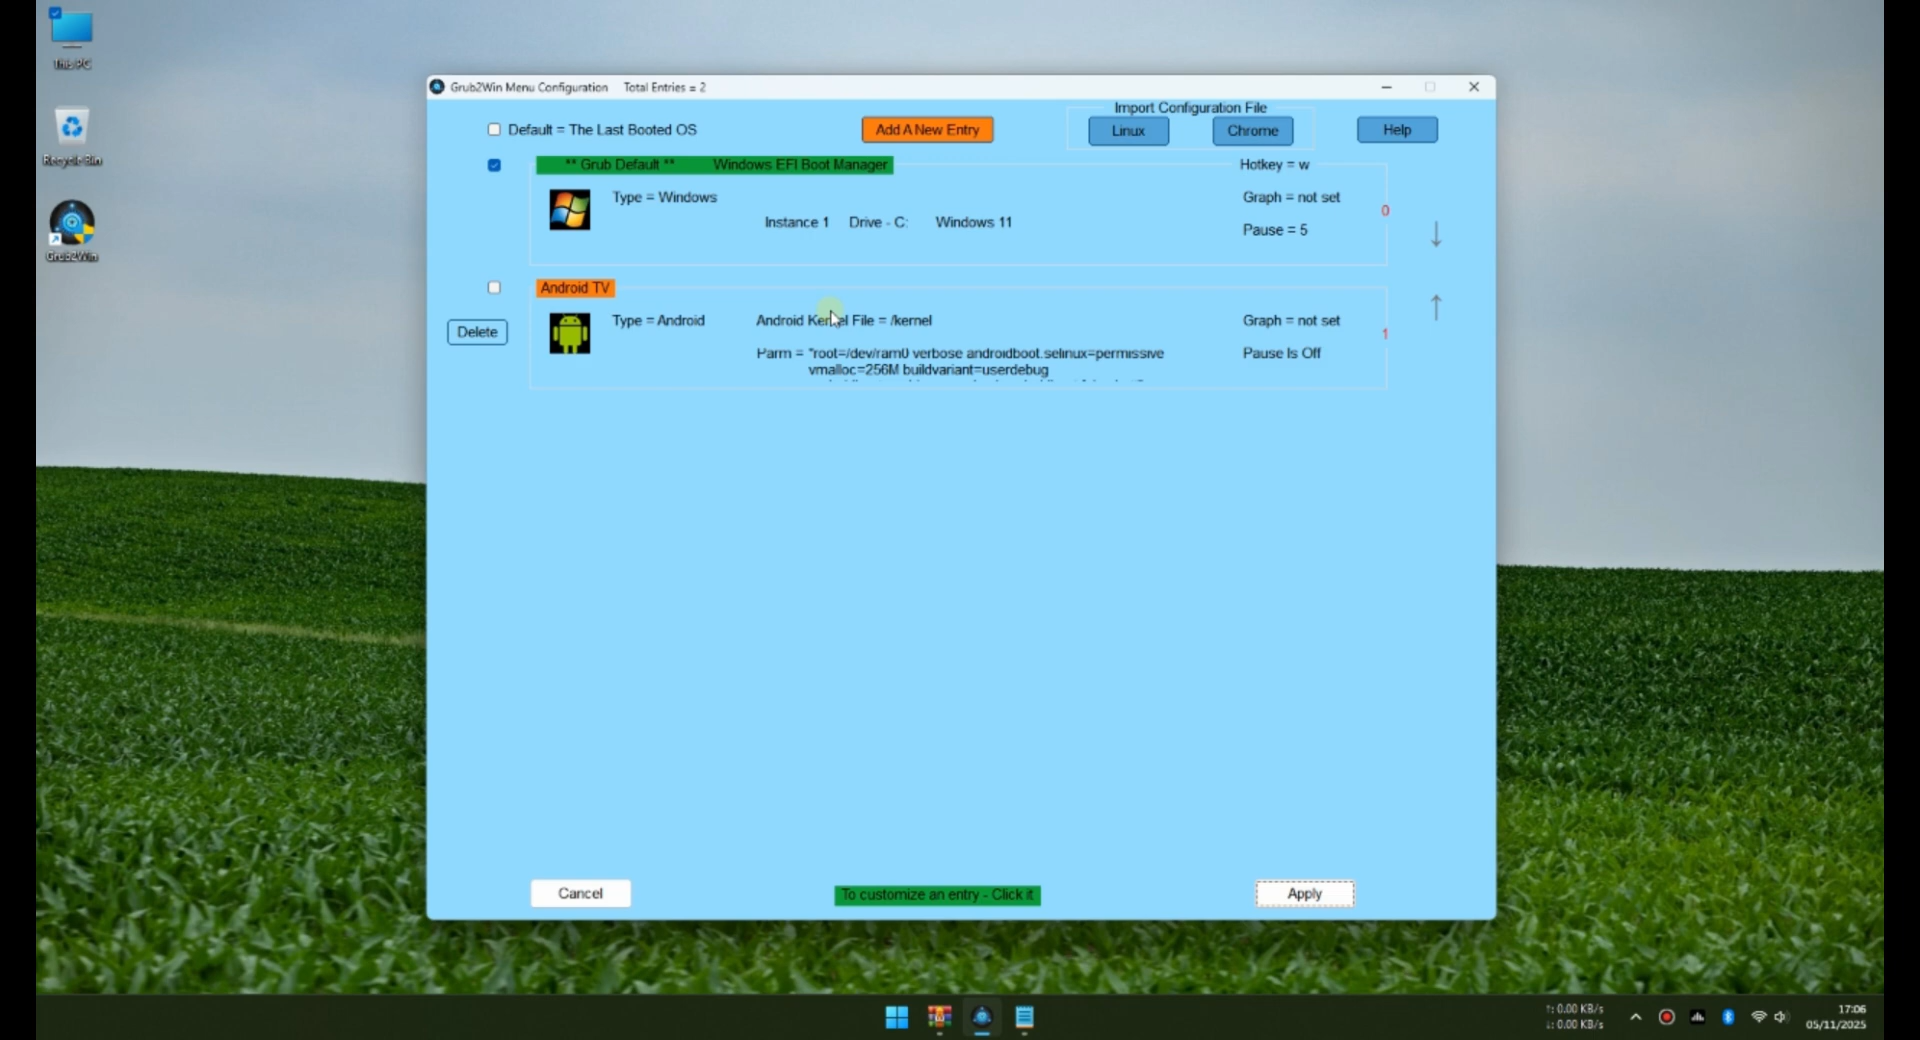 This PC
Recycle Bin
Grub2Win
Grub2Win Menu Configuration Total Entries = 2
Import Configuration File
Default = The Last Booted OS
Add A New Entry
Linux
Chrome
Help
** Grub Default ** Windows EFI Boot Manager
Hotkey = w
Type = Windows
Graph = not set
0
Instance 1 Drive - C: Windows 11
Pause = 5
Android TV
Type = Android
Android Kernel File = /kernel
Graph = not set
1
Delete
Parm = "root=/dev/ram0 verbose androidboot.selinux=permissive
Pause Is Off
vmalloc=256M buildvariant=userdebug
Cancel
To customize an entry - Click it
Apply
↑: 0.00 KB/s
↓: 0.00 KB/s
17:06
05/11/2025